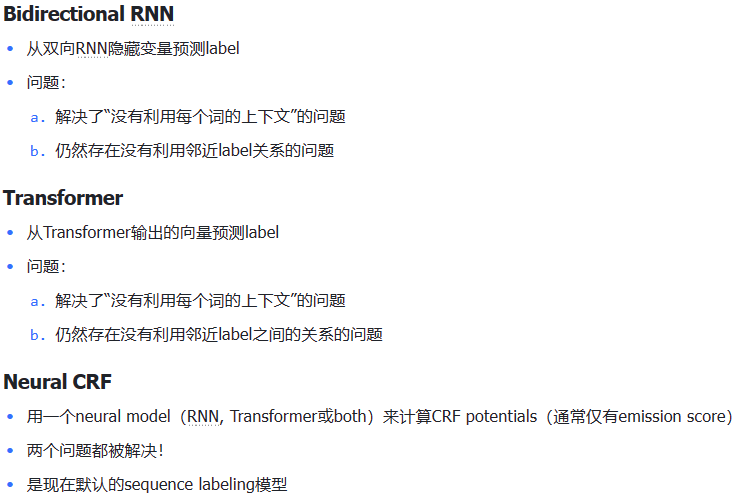 Bidirectional RNN
• 从双向RNN隐藏变量预测label
• 问题：
a. 解决了“没有利用每个词的上下文”的问题
b. 仍然存在没有利用邻近label关系的问题
Transformer
• 从Transformer输出的向量预测label
• 问题：
a. 解决了“没有利用每个词的上下文”的问题
b. 仍然存在没有利用邻近label之间的关系的问题
Neural CRF
• 用一个neural model（RNN, Transformer或both）来计算CRF potentials（通常仅有emission score）
• 两个问题都被解决！
• 是现在默认的sequence labeling模型